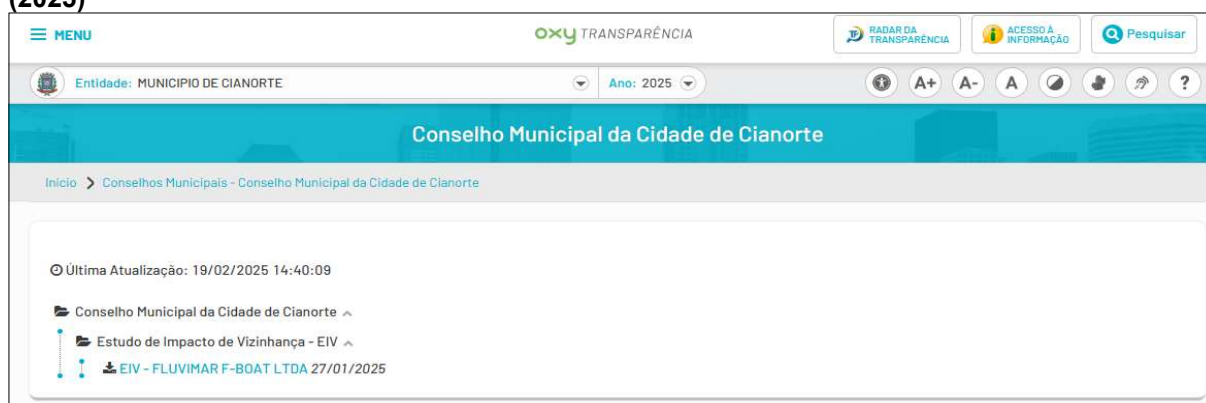 (2025)
MENU
OXY TRANSPARÊNCIA
RADAR DA
TRANSPARÊNCIA
ACESSO À
INFORMAÇÃO
Pesquisar
Entidade: MUNICIPIO DE CIANORTE
Ano: 2025
A+ A- A ?
Conselho Municipal da Cidade de Cianorte
Início > Conselhos Municipais - Conselho Municipal da Cidade de Cianorte
Última Atualização: 19/02/2025 14:40:09
Conselho Municipal da Cidade de Cianorte
Estudo de Impacto de Vizinhança - EIV
EIV - FLUVIMAR F-BOAT LTDA 27/01/2025